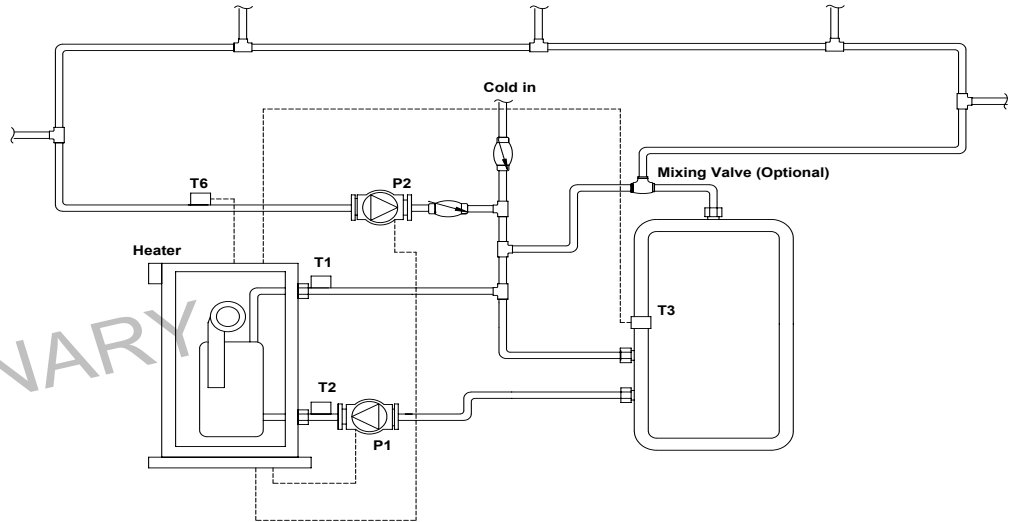 Cold in
T6
P2
Mixing Valve (Optional)
Heater
T1
T3
NARY
T2
P1